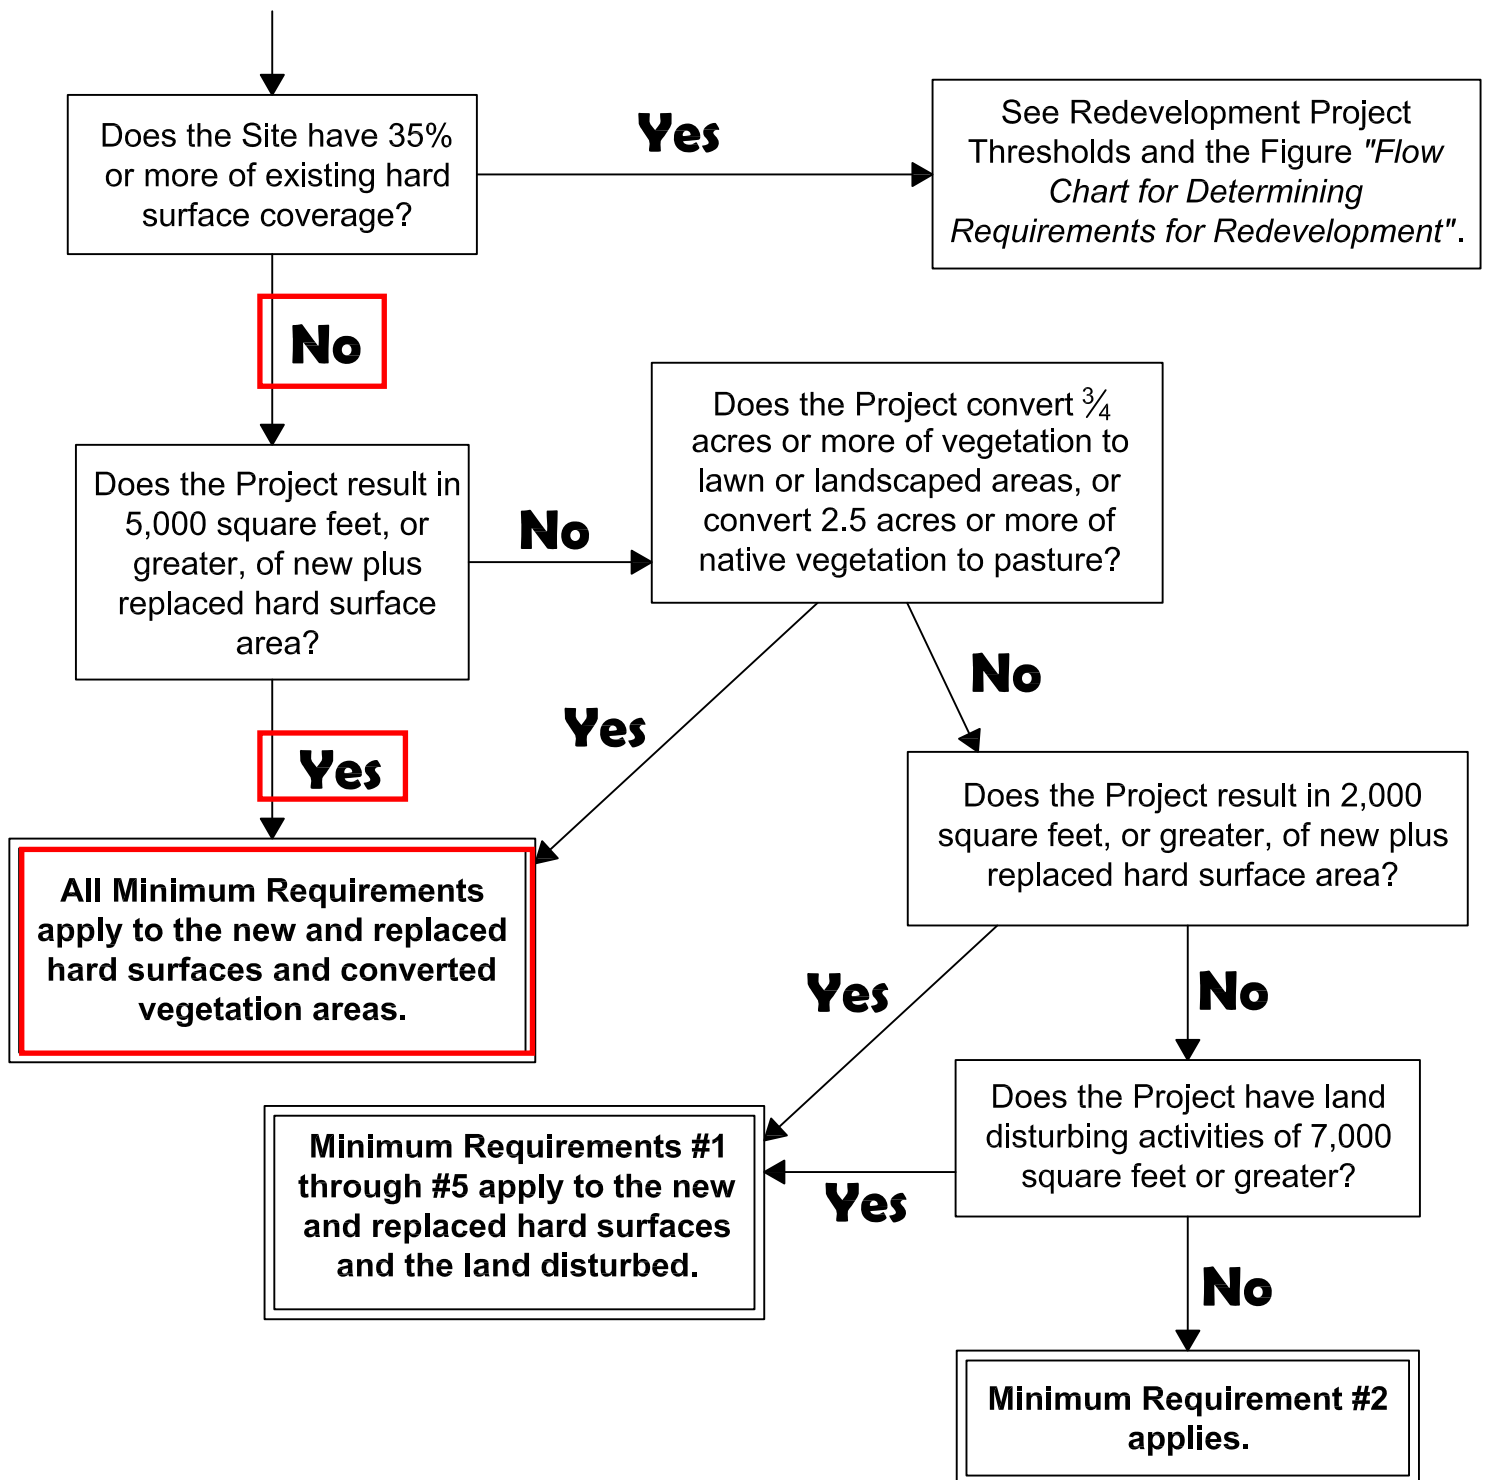 Does the Site have 35%
or more of existing hard
surface coverage?
Yes
See Redevelopment Project
Thresholds and the Figure "Flow
Chart for Determining
Requirements for Redevelopment".
No
Does the Project result in
5,000 square feet, or
greater, of new plus
replaced hard surface
area?
No
Does the Project convert ¾
acres or more of vegetation to
lawn or landscaped areas, or
convert 2.5 acres or more of
native vegetation to pasture?
Yes
Yes
No
All Minimum Requirements
apply to the new and replaced
hard surfaces and converted
vegetation areas.
Does the Project result in 2,000
square feet, or greater, of new plus
replaced hard surface area?
Yes
No
Minimum Requirements #1
through #5 apply to the new
and replaced hard surfaces
and the land disturbed.
Yes
Does the Project have land
disturbing activities of 7,000
square feet or greater?
No
Minimum Requirement #2
applies.